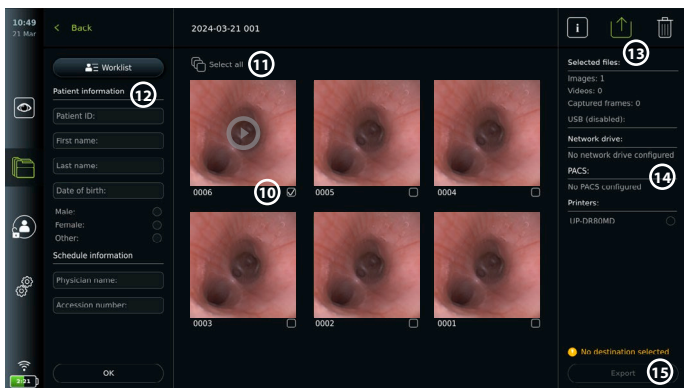 10:49
21 Mar
2:31
Back
Worklist
Patient information
12
Patient ID:
First name:
Last name:
Date of birth:
Male:
Female:
Other:
Schedule information
Physician name:
Accession number:
OK
2024-03-21 001
Select all
11
0006
10
0005
0004
0003
0002
0001
i
13
Selected files:
Images: 1
Videos: 0
Captured frames: 0
USB (disabled):
Network drive:
No network drive configured
PACS:
14
No PACS configured
Printers:
UP-DR80MD
No destination selected
Export
15